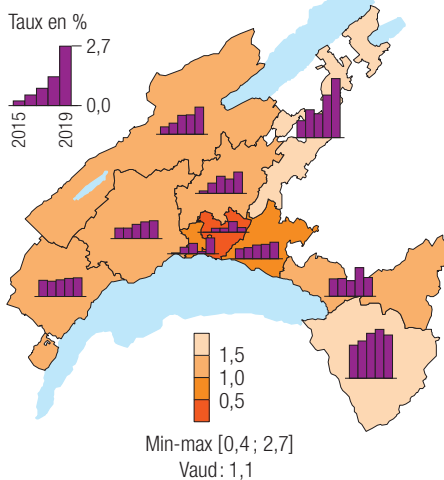 Taux en %
2,7
0,0
2015
2019
1,5
1,0
0,5
Min-max [0,4 ; 2,7]
Vaud : 1,1